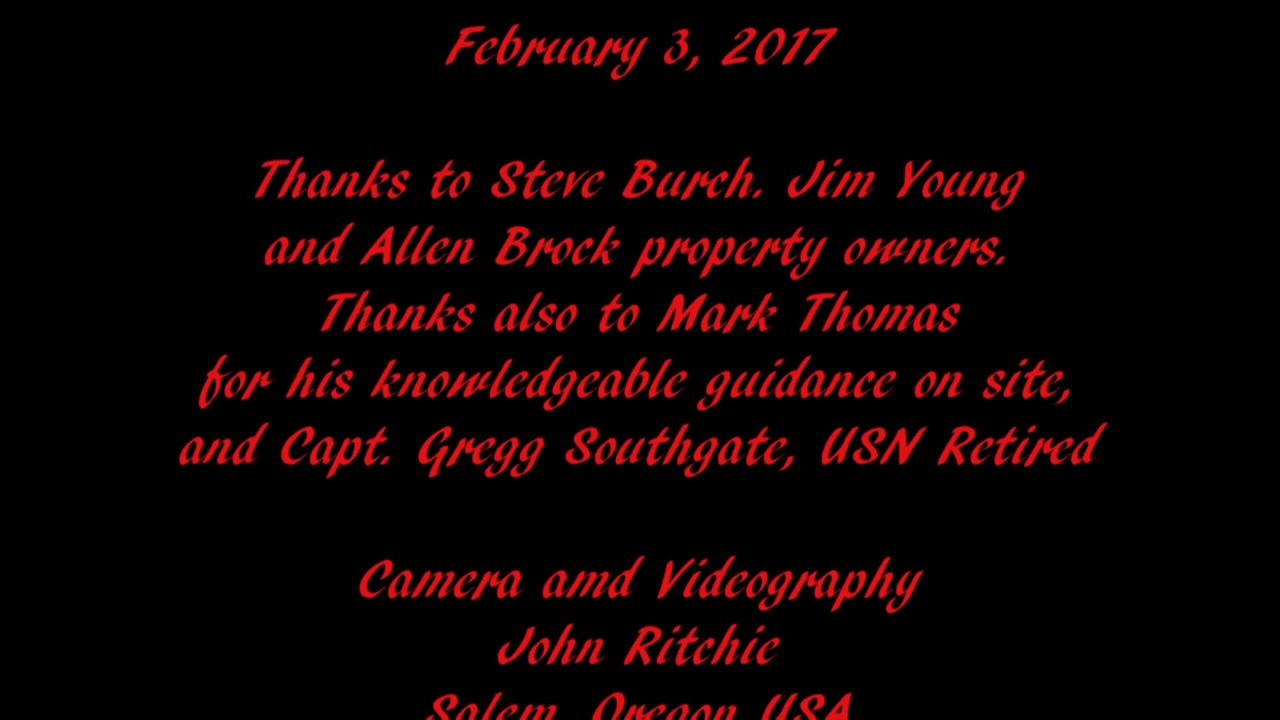 February 3, 2017
Thanks to Steve Burch. Jim Young
and Allen Brock property owners.
Thanks also to Mark Thomas
for his knowledgeable guidance on site,
and Capt. Gregg Southgate, USN Retired
Camera amd Videography
John Ritchie
Salem, Oregon USA